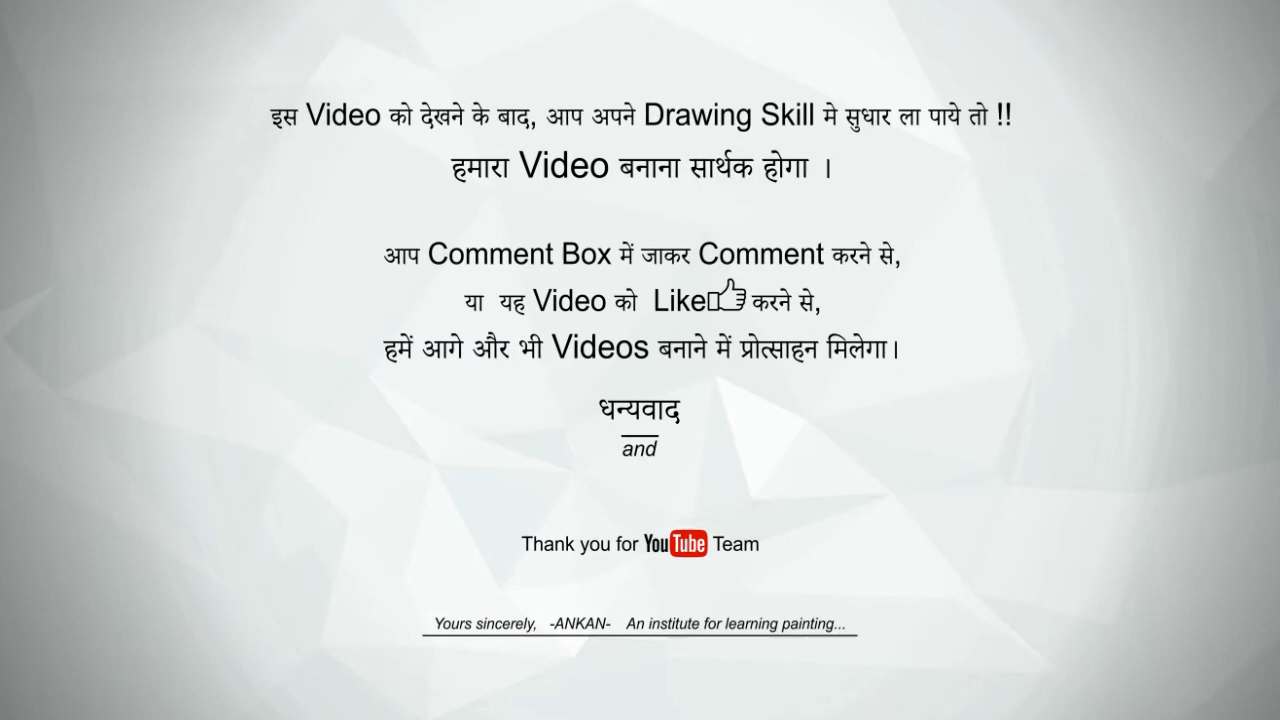 इस Video को देखने के बाद, आप अपने Drawing Skill मे सुधार ला पाये तो !!
हमारा Video बनाना सार्थक होगा ।
आप Comment Box में जाकर Comment करने से,
या यह Video को Like करने से,
हमें आगे और भी Videos बनाने में प्रोत्साहन मिलेगा।
धन्यवाद
and
Thank you for YouTube Team
Yours sincerely, -ANKAN- An institute for learning painting...